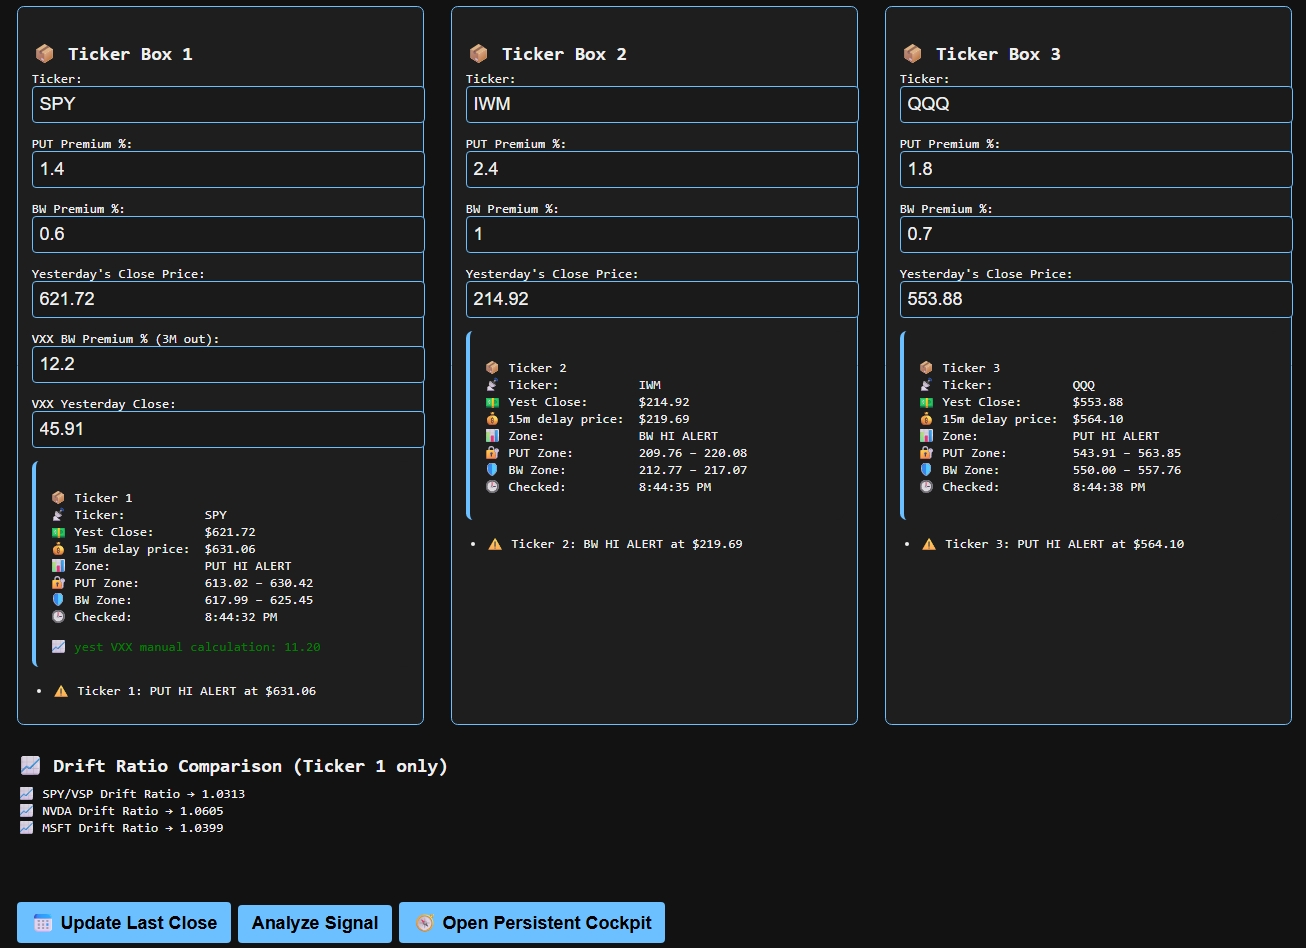 📦 Ticker Box 1
Ticker:
SPY
PUT Premium %:
1.4
BW Premium %:
0.6
Yesterday's Close Price:
621.72
VXX BW Premium % (3M out):
12.2
VXX Yesterday Close:
45.91
📦 Ticker 1
📡 Ticker: SPY
💵 Yest Close: $621.72
💰 15m delay price: $631.06
📊 Zone: PUT HI ALERT
🔐 PUT Zone: 613.02 – 630.42
🛡️ BW Zone: 617.99 – 625.45
🕒 Checked: 8:44:32 PM
📈 yest VXX manual calculation: 11.20
• ⚠️ Ticker 1: PUT HI ALERT at $631.06
📦 Ticker Box 2
Ticker:
IWM
PUT Premium %:
2.4
BW Premium %:
1
Yesterday's Close Price:
214.92
📦 Ticker 2
📡 Ticker: IWM
💵 Yest Close: $214.92
💰 15m delay price: $219.69
📊 Zone: BW HI ALERT
🔐 PUT Zone: 209.76 – 220.08
🛡️ BW Zone: 212.77 – 217.07
🕒 Checked: 8:44:35 PM
• ⚠️ Ticker 2: BW HI ALERT at $219.69
📦 Ticker Box 3
Ticker:
QQQ
PUT Premium %:
1.8
BW Premium %:
0.7
Yesterday's Close Price:
553.88
📦 Ticker 3
📡 Ticker: QQQ
💵 Yest Close: $553.88
💰 15m delay price: $564.10
📊 Zone: PUT HI ALERT
🔐 PUT Zone: 543.91 – 563.85
🛡️ BW Zone: 550.00 – 557.76
🕒 Checked: 8:44:38 PM
• ⚠️ Ticker 3: PUT HI ALERT at $564.10
📈 Drift Ratio Comparison (Ticker 1 only)
📈 SPY/VSP Drift Ratio → 1.0313
📈 NVDA Drift Ratio → 1.0605
📈 MSFT Drift Ratio → 1.0399
📅 Update Last Close
Analyze Signal
🧭 Open Persistent Cockpit